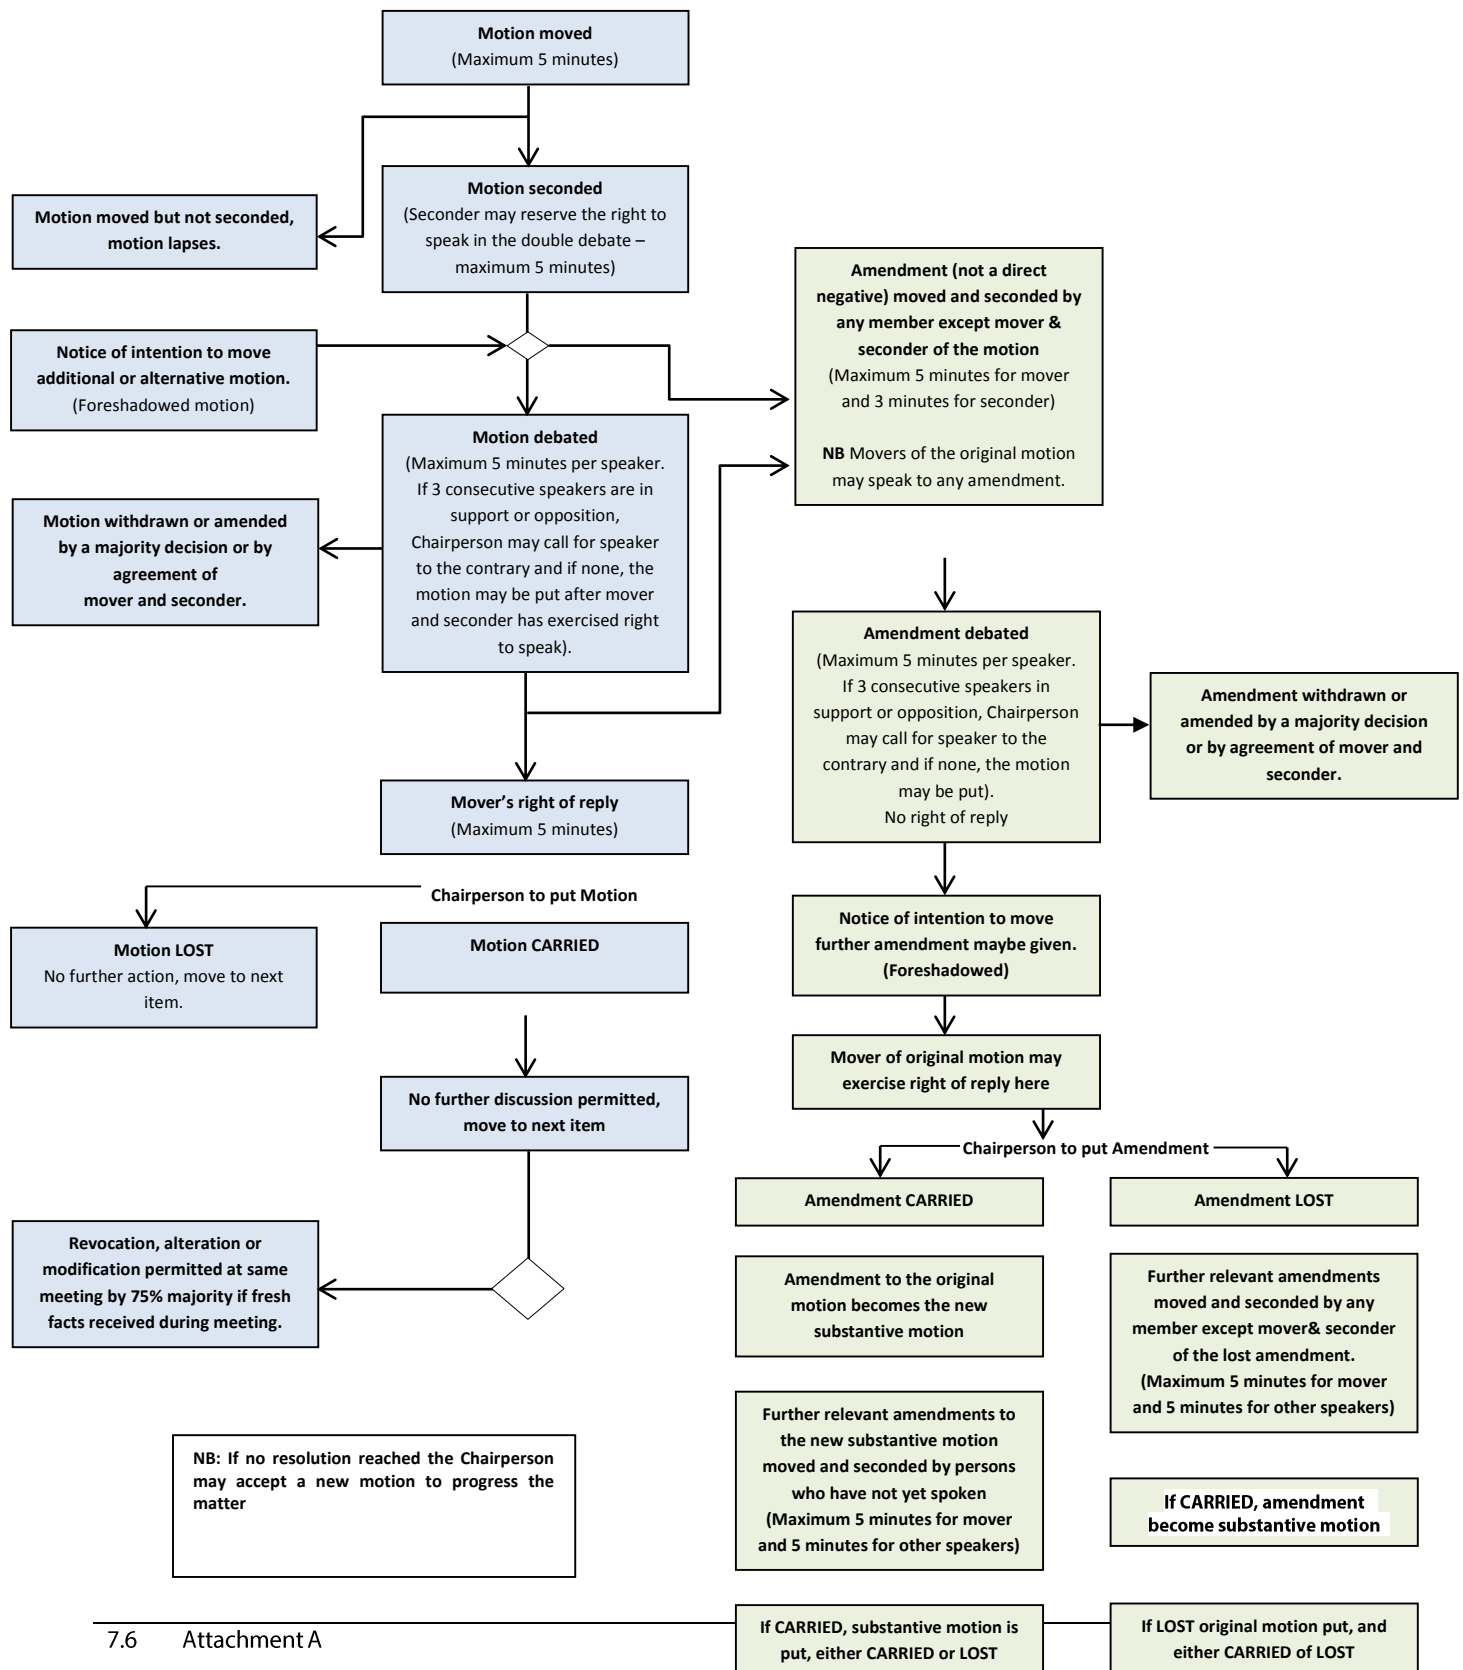 Motion moved
(Maximum 5 minutes)
Motion seconded
(Seconder may reserve the right to
speak in the double debate –
maximum 5 minutes)
Motion moved but not seconded,
motion lapses.
Notice of intention to move
additional or alternative motion.
(Foreshadowed motion)
Motion debated
(Maximum 5 minutes per speaker.
If 3 consecutive speakers are in
support or opposition,
Chairperson may call for speaker
to the contrary and if none, the
motion may be put after mover
and seconder has exercised right
to speak).
Motion withdrawn or amended
by a majority decision or by
agreement of
mover and seconder.
Mover’s right of reply
(Maximum 5 minutes)
Chairperson to put Motion
Motion LOST
No further action, move to next
item.
Motion CARRIED
No further discussion permitted,
move to next item
Revocation, alteration or
modification permitted at same
meeting by 75% majority if fresh
facts received during meeting.
NB: If no resolution reached the Chairperson
may accept a new motion to progress the
matter
Amendment (not a direct
negative) moved and seconded by
any member except mover &
seconder of the motion
(Maximum 5 minutes for mover
and 3 minutes for seconder)
NB Movers of the original motion
may speak to any amendment.
Amendment debated
(Maximum 5 minutes per speaker.
If 3 consecutive speakers in
support or opposition, Chairperson
may call for speaker to the
contrary and if none, the motion
may be put).
No right of reply
Amendment withdrawn or
amended by a majority decision
or by agreement of mover and
seconder.
Notice of intention to move
further amendment maybe given.
(Foreshadowed)
Mover of original motion may
exercise right of reply here
Chairperson to put Amendment
Amendment CARRIED
Amendment to the original
motion becomes the new
substantive motion
Further relevant amendments to
the new substantive motion
moved and seconded by persons
who have not yet spoken
(Maximum 5 minutes for mover
and 5 minutes for other speakers)
If CARRIED, substantive motion is
put, either CARRIED or LOST
Amendment LOST
Further relevant amendments
moved and seconded by any
member except mover& seconder
of the lost amendment.
(Maximum 5 minutes for mover
and 5 minutes for other speakers)
If CARRIED, amendment
become substantive motion
If LOST original motion put, and
either CARRIED of LOST
7.6 Attachment A